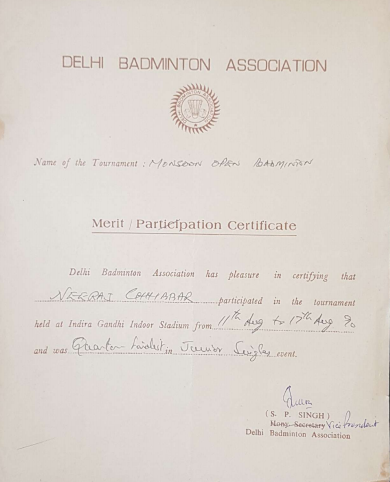 DELHI BADMINTON ASSOCIATION
Name of the Tournament : MONSOON OPEN BADMINTON
Merit / Participation Certificate
Delhi Badminton Association has pleasure in certifying that
NEERAJ CHHABAR participated in the tournament
held at Indira Gandhi Indoor Stadium from 11th Aug to 17th Aug 90
and was Quarter Finalist in Junior Singles event.
(S. P. SINGH)
Hony. Secretary Vice President
Delhi Badminton Association